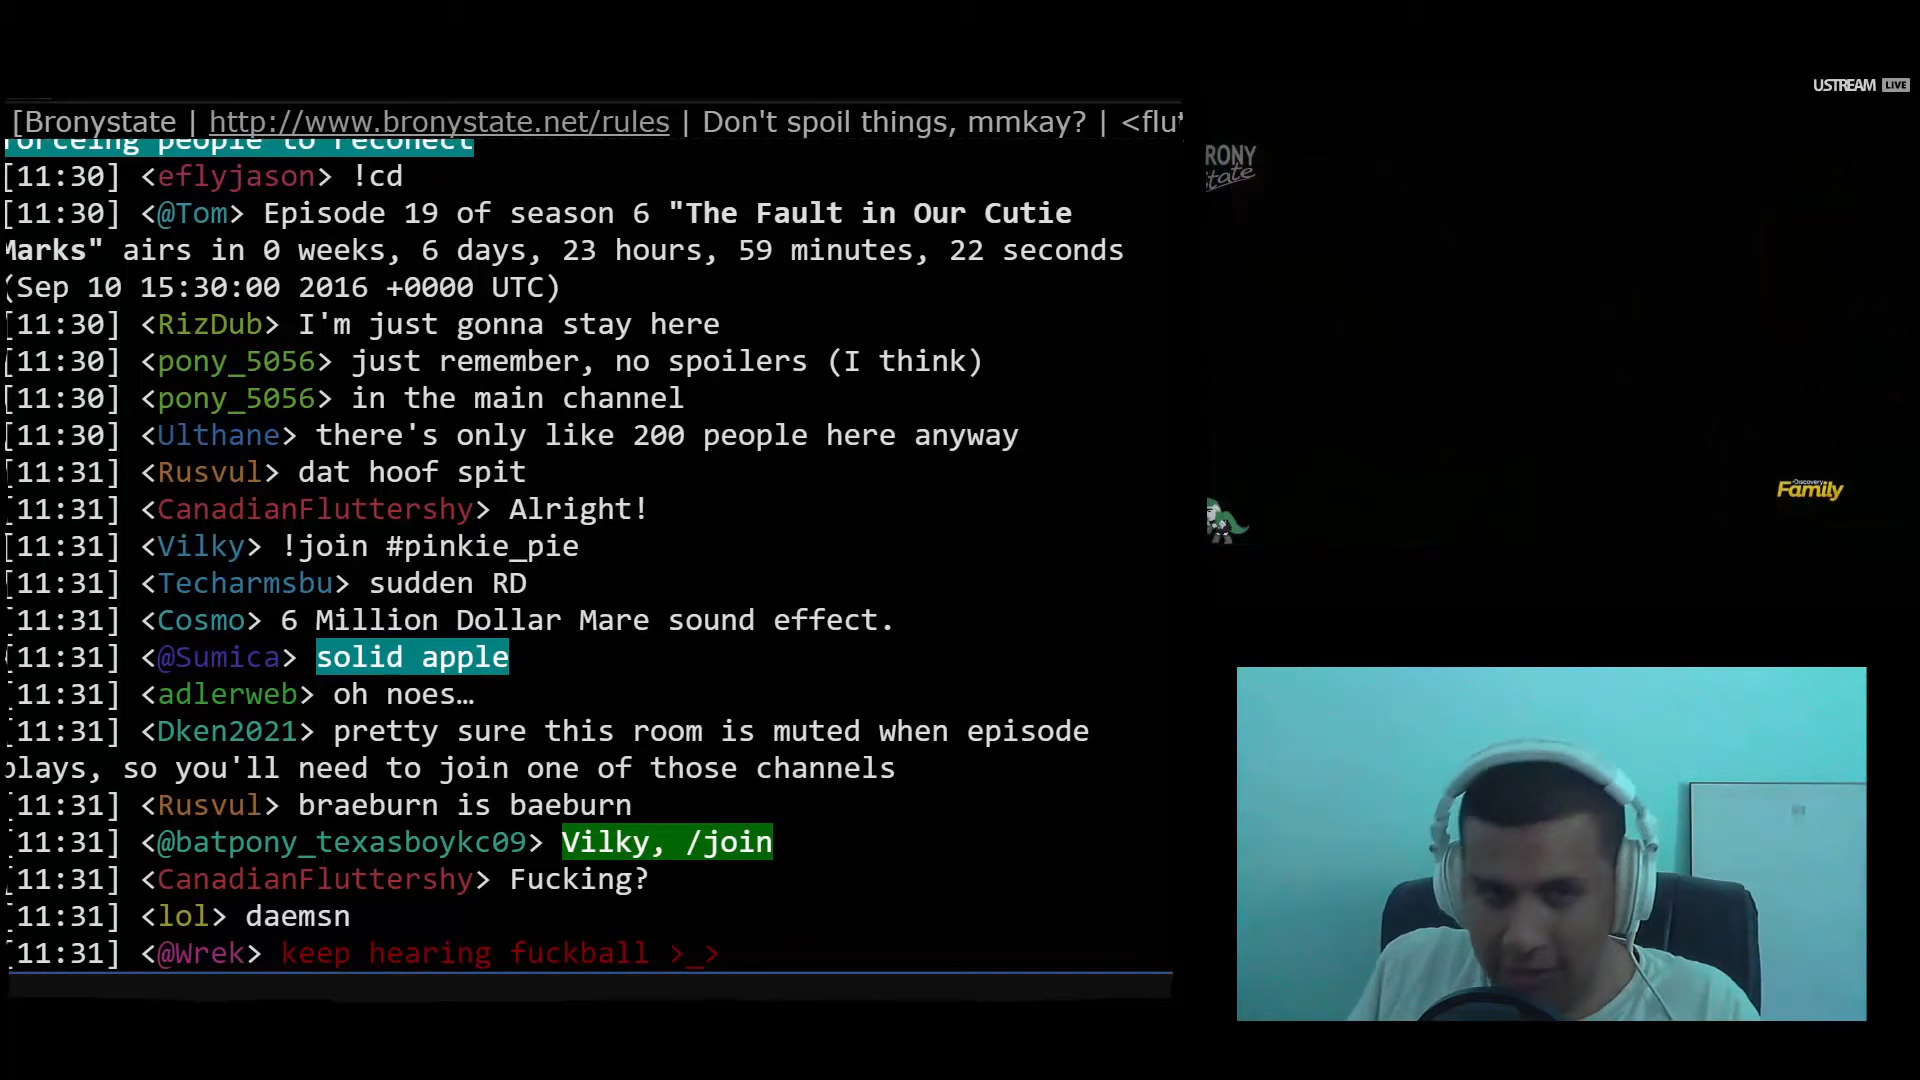 [Bronystate | http://www.bronystate.net/rules | Don't spoil things, mmkay? | <flu
forceing people to reconect
[11:30] <eflyjason> !cd
[11:30] <@Tom> Episode 19 of season 6 "The Fault in Our Cutie
Marks" airs in 0 weeks, 6 days, 23 hours, 59 minutes, 22 seconds
(Sep 10 15:30:00 2016 +0000 UTC)
[11:30] <RizDub> I'm just gonna stay here
[11:30] <pony_5056> just remember, no spoilers (I think)
[11:30] <pony_5056> in the main channel
[11:30] <Ulthane> there's only like 200 people here anyway
[11:31] <Rusvul> dat hoof spit
[11:31] <CanadianFluttershy> Alright!
[11:31] <Vilky> !join #pinkie_pie
[11:31] <Techarmsbu> sudden RD
[11:31] <Cosmo> 6 Million Dollar Mare sound effect.
[11:31] <@Sumica> solid apple
[11:31] <adlerweb> oh noes…
[11:31] <Dken2021> pretty sure this room is muted when episode
plays, so you'll need to join one of those channels
[11:31] <Rusvul> braeburn is baeburn
[11:31] <@batpony_texasboykc09> Vilky, /join
[11:31] <CanadianFluttershy> Fucking?
[11:31] <lol> daemsn
[11:31] <@Wrek> keep hearing fuckball >_>
USTREAM LIVE
RONY
State
Discovery
Family